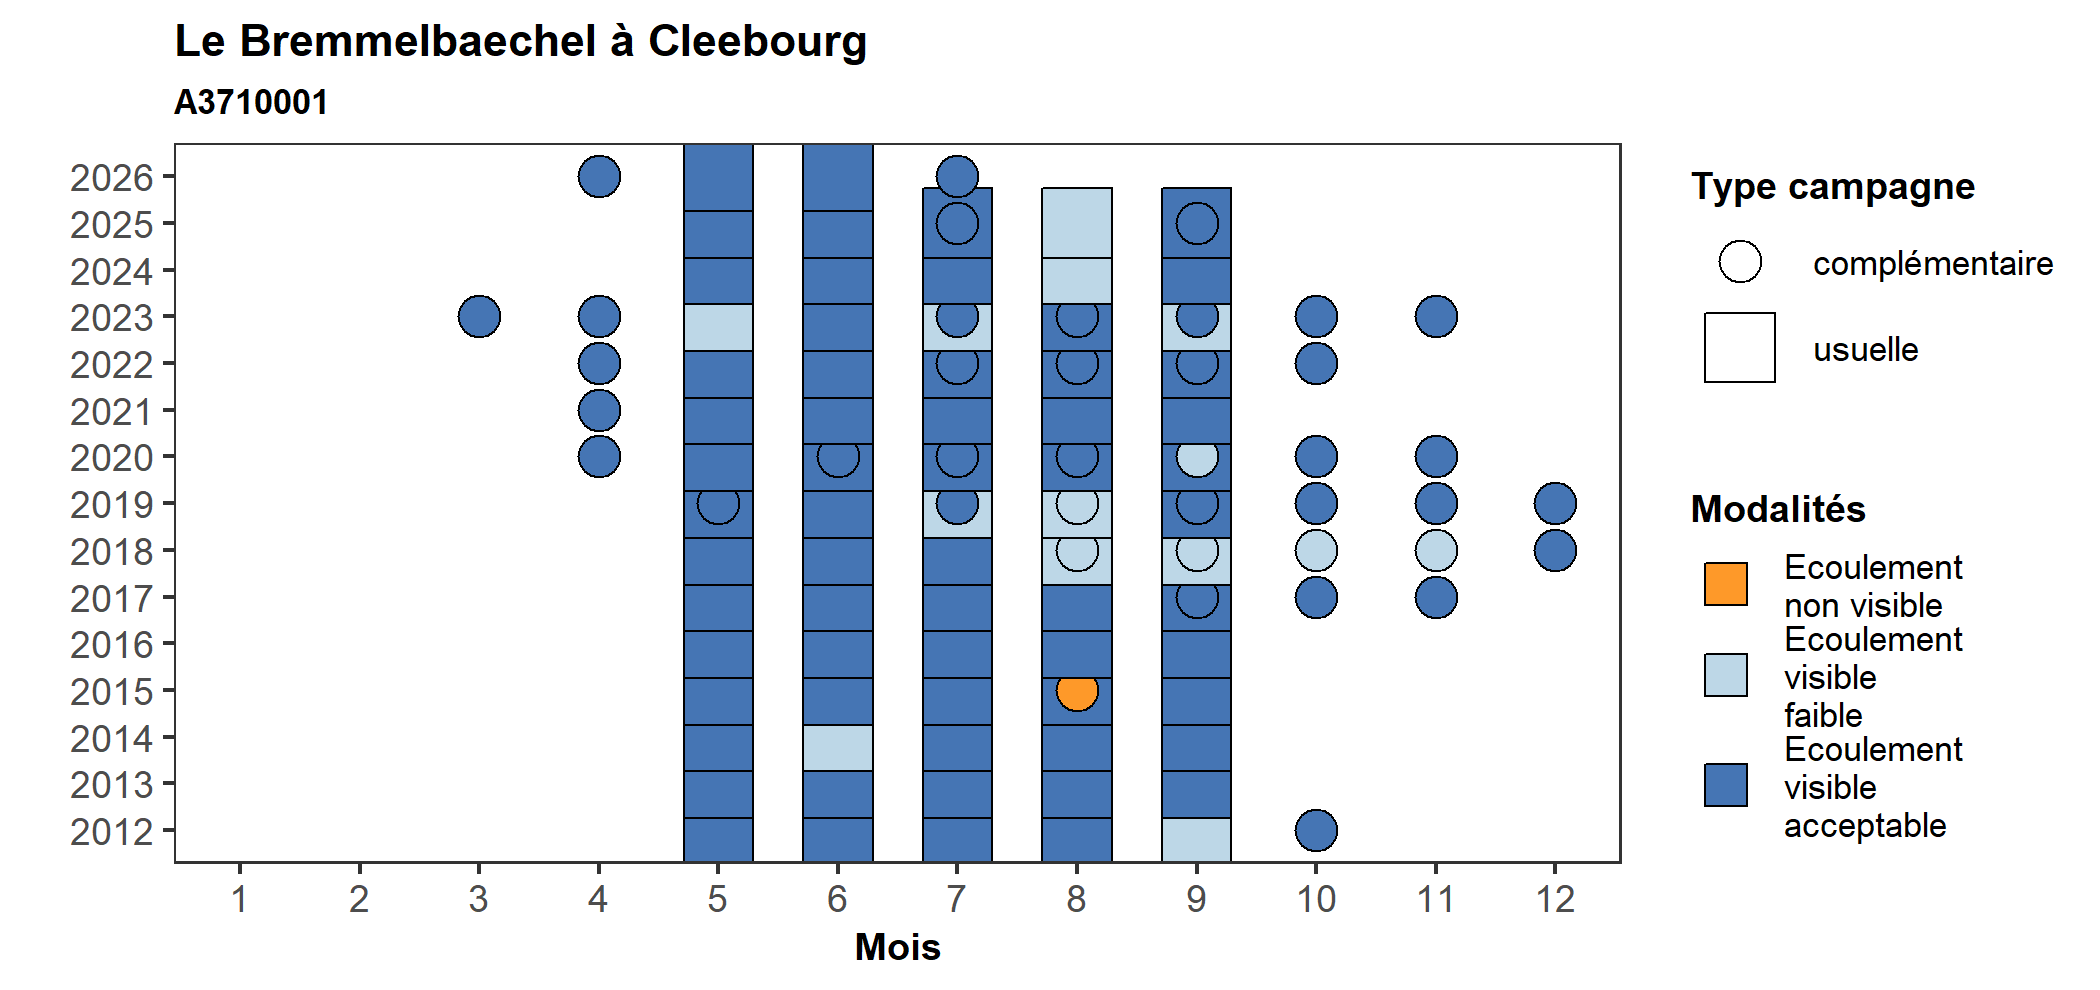 Le Bremmelbaechel à Cleebourg
A3710001
2026
2025
2024
2023
2022
2021
2020
2019
2018
2017
2016
2015
2014
2013
2012
1 2 3 4 5 6 7 8 9 10 11 12
Mois
Type campagne
complémentaire
usuelle
Modalités
Ecoulement
non visible
Ecoulement
visible
faible
Ecoulement
visible
acceptable